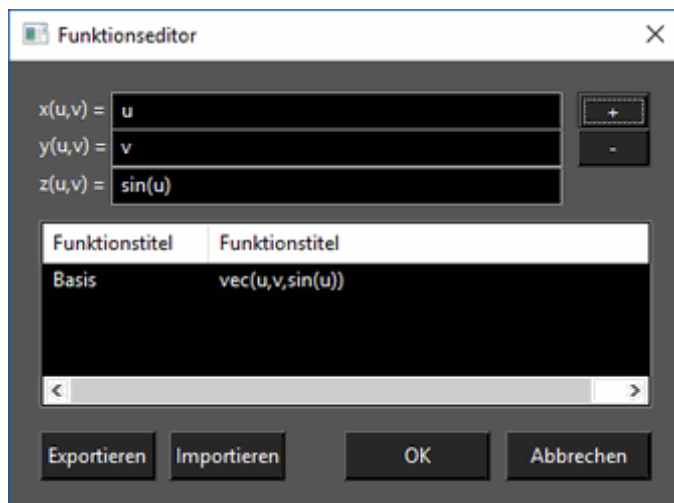 Funktionseditor
x(u,v) = u +
y(u,v) = v -
z(u,v) = sin(u)
Funktionstitel Funktionstitel
Basis vec(u,v,sin(u))
Exportieren Importieren OK Abbrechen